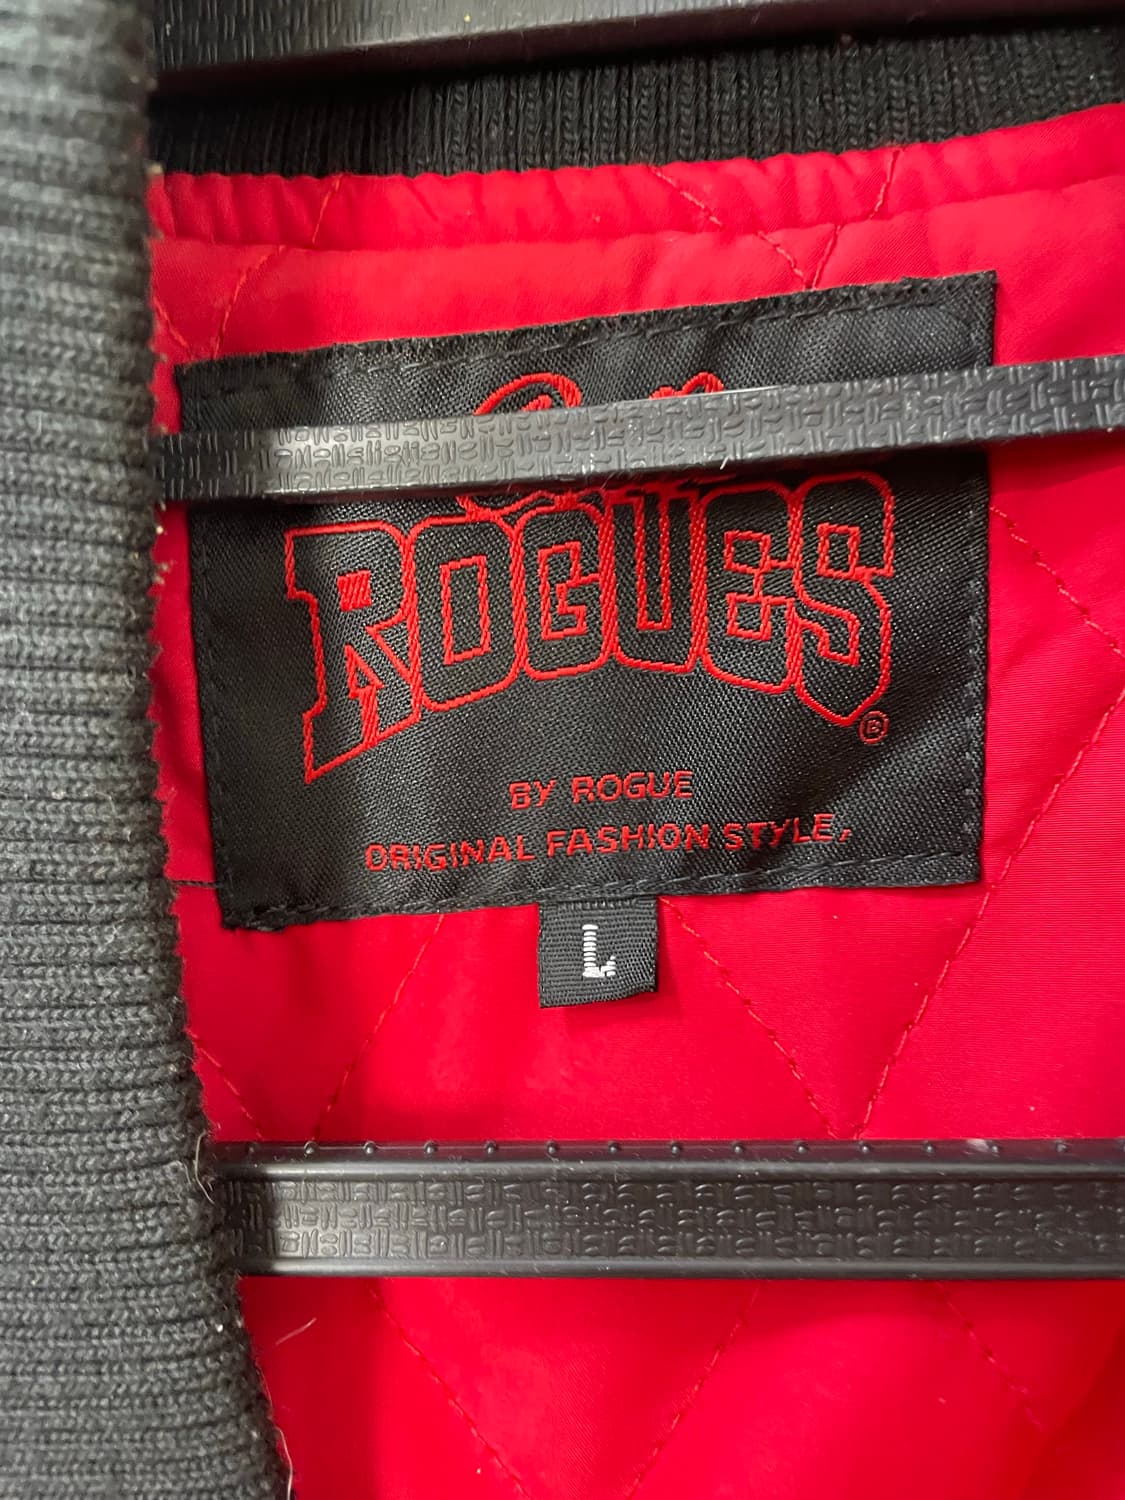 ROGUES®
BY ROGUE
ORIGINAL FASHION STYLE,
L